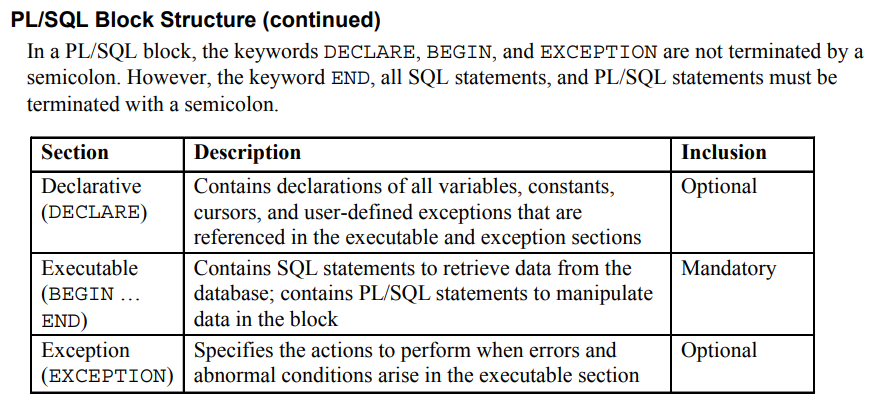 PL/SQL Block Structure (continued)
In a PL/SQL block, the keywords DECLARE, BEGIN, and EXCEPTION are not terminated by a
semicolon. However, the keyword END, all SQL statements, and PL/SQL statements must be
terminated with a semicolon.
Section Description Inclusion
Declarative Contains declarations of all variables, constants, Optional
(DECLARE) cursors, and user-defined exceptions that are
referenced in the executable and exception sections
Executable Contains SQL statements to retrieve data from the Mandatory
(BEGIN … database; contains PL/SQL statements to manipulate
END) data in the block
Exception Specifies the actions to perform when errors and Optional
(EXCEPTION) abnormal conditions arise in the executable section